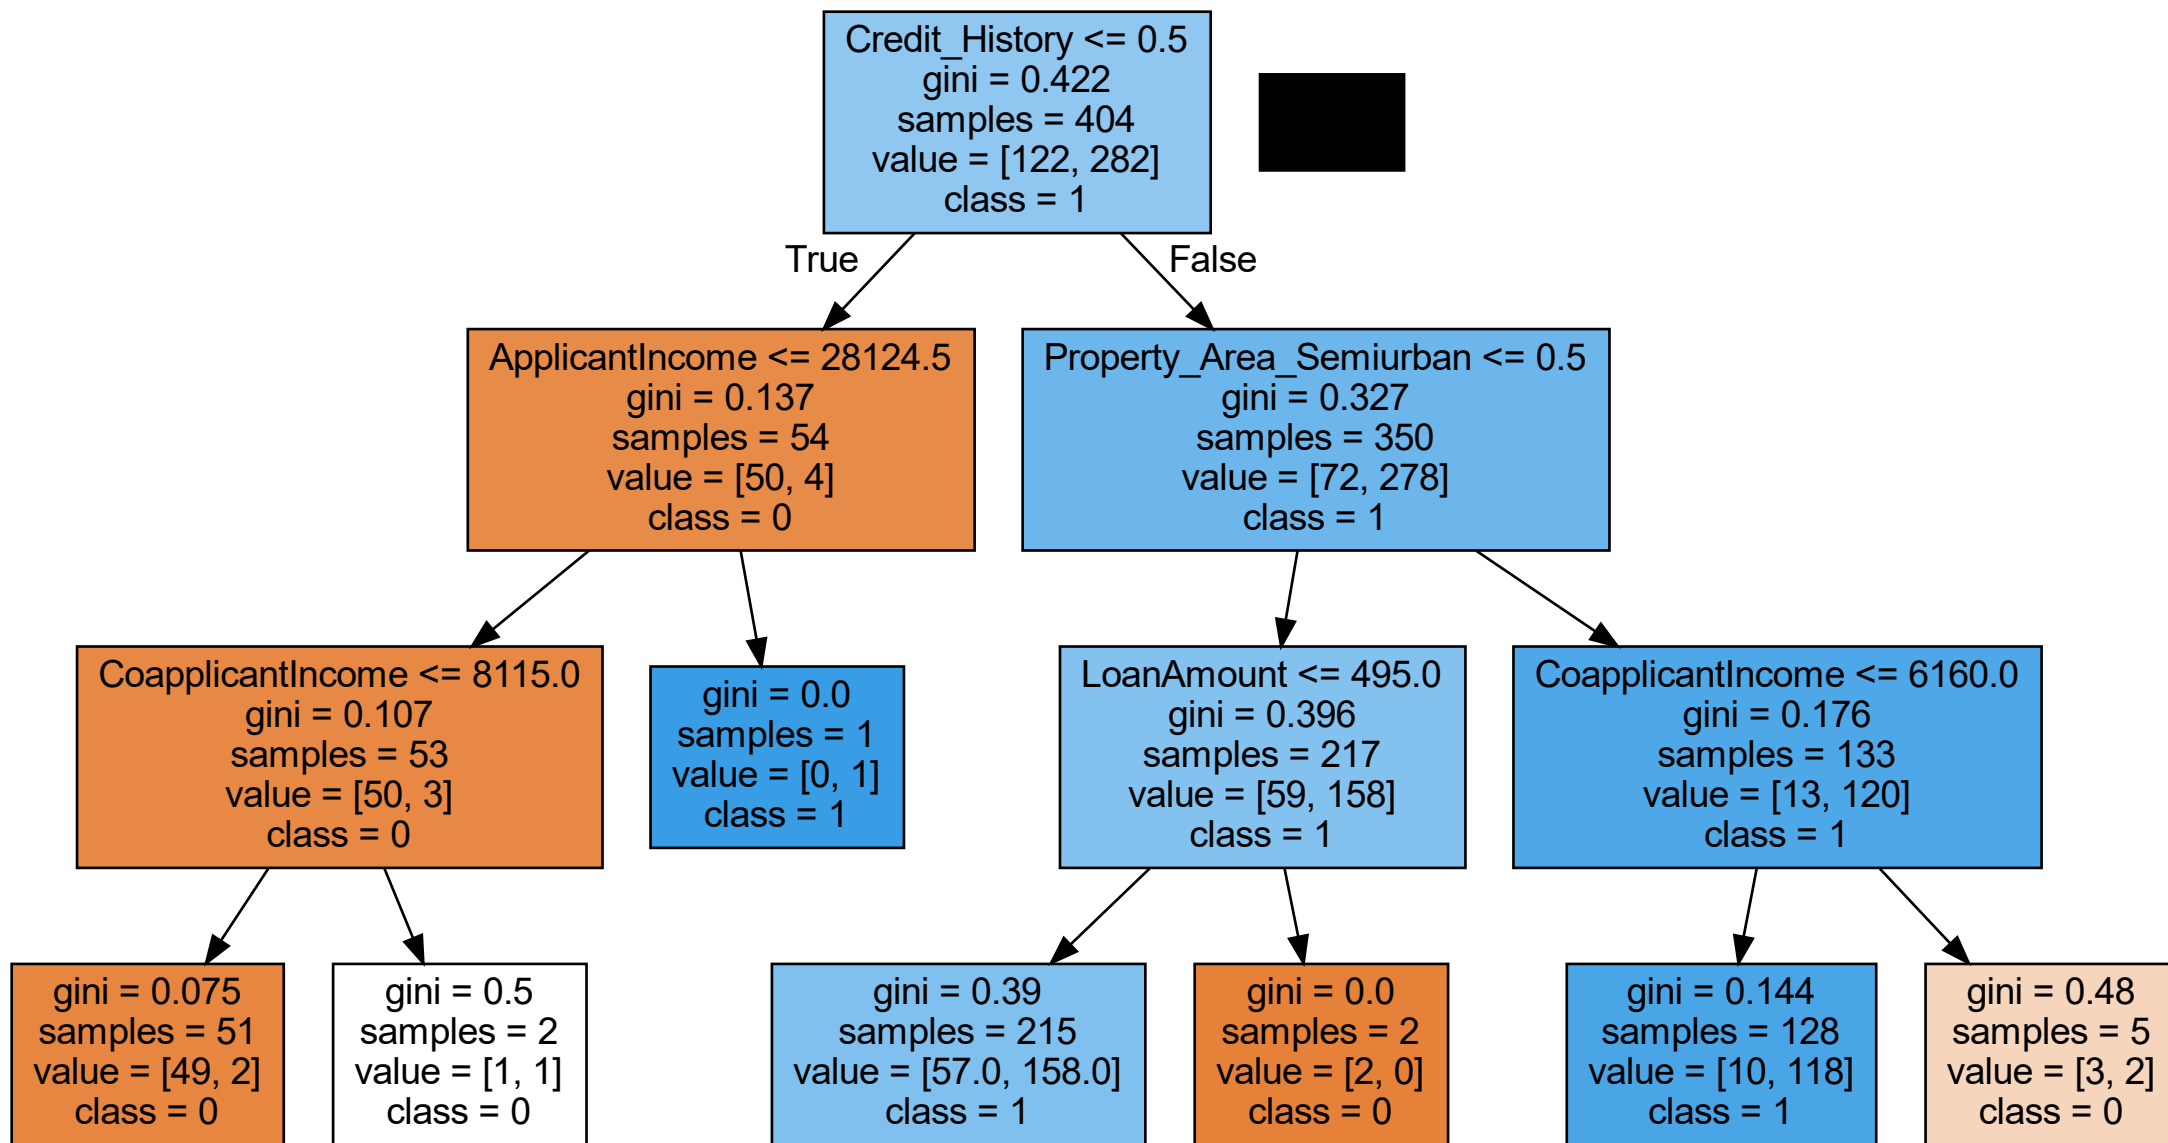 Credit_History <= 0.5
gini = 0.422
samples = 404
value = [122, 282]
class = 1
True
False
ApplicantIncome <= 28124.5
gini = 0.137
samples = 54
value = [50, 4]
class = 0
Property_Area_Semiurban <= 0.5
gini = 0.327
samples = 350
value = [72, 278]
class = 1
CoapplicantIncome <= 8115.0
gini = 0.107
samples = 53
value = [50, 3]
class = 0
gini = 0.0
samples = 1
value = [0, 1]
class = 1
LoanAmount <= 495.0
gini = 0.396
samples = 217
value = [59, 158]
class = 1
CoapplicantIncome <= 6160.0
gini = 0.176
samples = 133
value = [13, 120]
class = 1
gini = 0.075
samples = 51
value = [49, 2]
class = 0
gini = 0.5
samples = 2
value = [1, 1]
class = 0
gini = 0.39
samples = 215
value = [57.0, 158.0]
class = 1
gini = 0.0
samples = 2
value = [2, 0]
class = 0
gini = 0.144
samples = 128
value = [10, 118]
class = 1
gini = 0.48
samples = 5
value = [3, 2]
class = 0